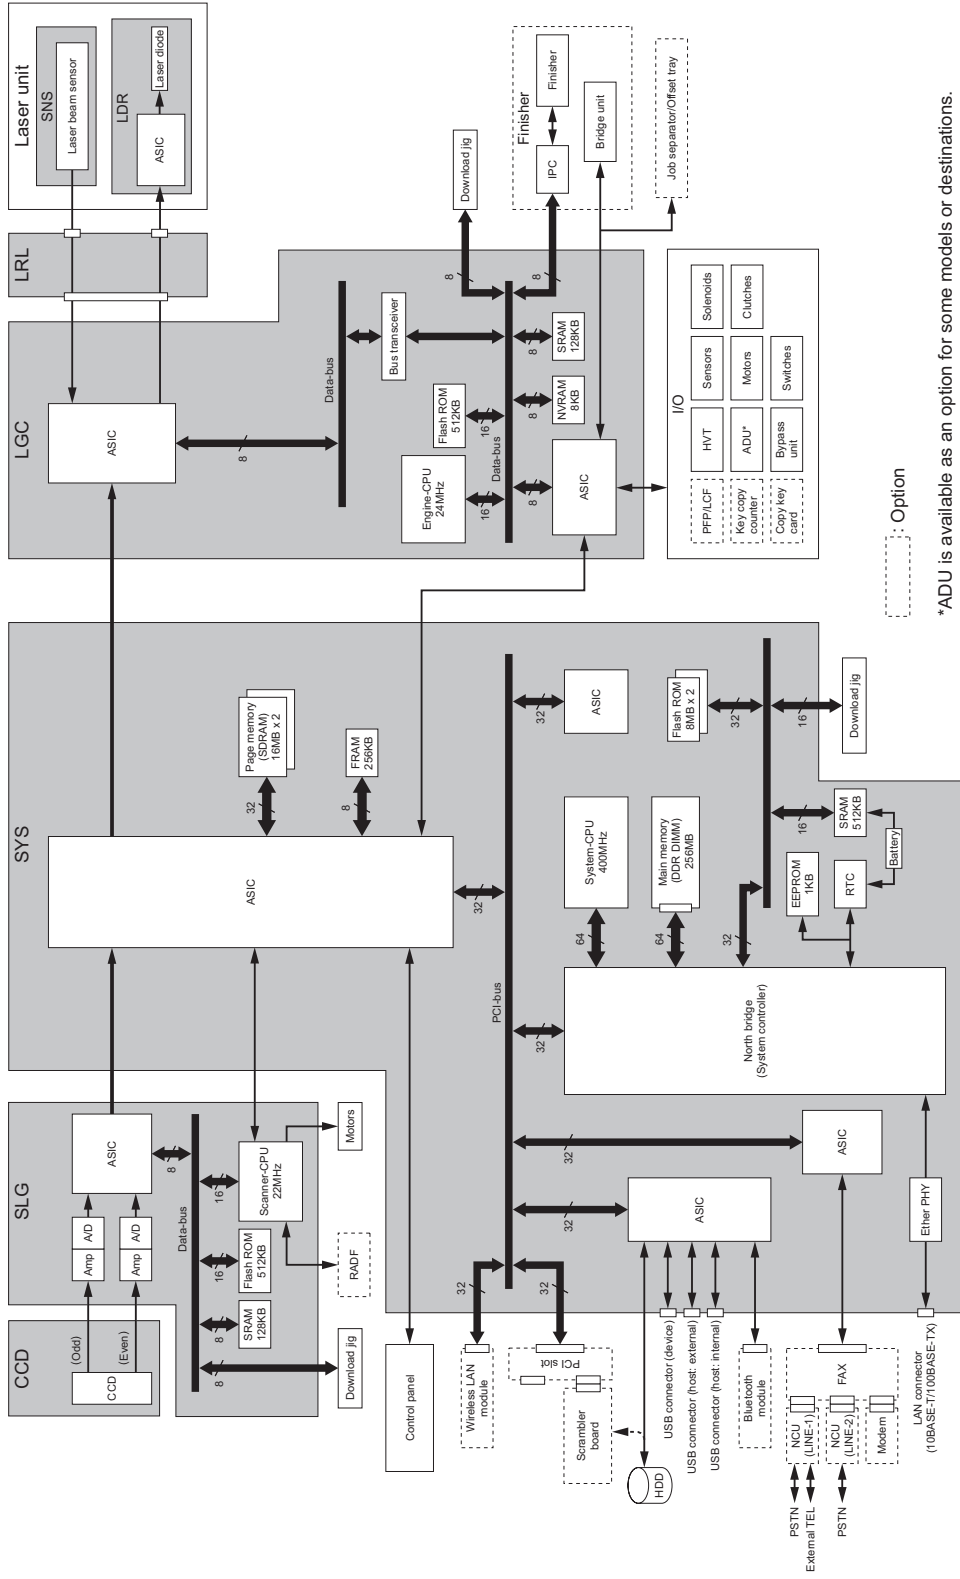 CCD
CCD
(Odd)
(Even)
SLG
Amp
A/D
Amp
A/D
ASIC
8
Data-bus
8
SRAM
128KB
16
Flash ROM
512KB
16
Scanner-CPU
22MHz
8
Download jig
RADF
Motors
SYS
ASIC
32
Page memory
(SDRAM)
16MB x 2
8
FRAM
256KB
32
PCI-bus
Control panel
32
Wireless LAN
module
32
PCI slot
Scrambler
board
HDD
USB connector (device)
USB connector (host: external)
USB connector (host: internal)
Bluetooth
module
32
ASIC
32
ASIC
32
North bridge
(System controller)
64
System-CPU
400MHz
64
Main memory
(DDR DIMM)
256MB
32
32
ASIC
Flash ROM
8MB x 2
32
16
Download jig
16
SRAM
512KB
Battery
EEPROM
1KB
RTC
Ether PHY
FAX
NCU
(LINE-1)
NCU
(LINE-2)
Modem
PSTN
External TEL
PSTN
LAN connector
(10BASE-T/100BASE-TX)
LGC
ASIC
8
Data-bus
Bus transceiver
Engine-CPU
24MHz
16
Flash ROM
512KB
16
Data-bus
8
ASIC
8
NVRAM
8KB
8
SRAM
128KB
8
8
Download jig
LRL
Laser unit
SNS
Laser beam sensor
LDR
ASIC
Laser diode
Finisher
IPC
Finisher
Bridge unit
Job separator/Offset tray
I/O
PFP/LCF
HVT
Sensors
Solenoids
Key copy
counter
ADU*
Motors
Clutches
Copy key
card
Bypass
unit
Switches
: Option
*ADU is available as an option for some models or destinations.